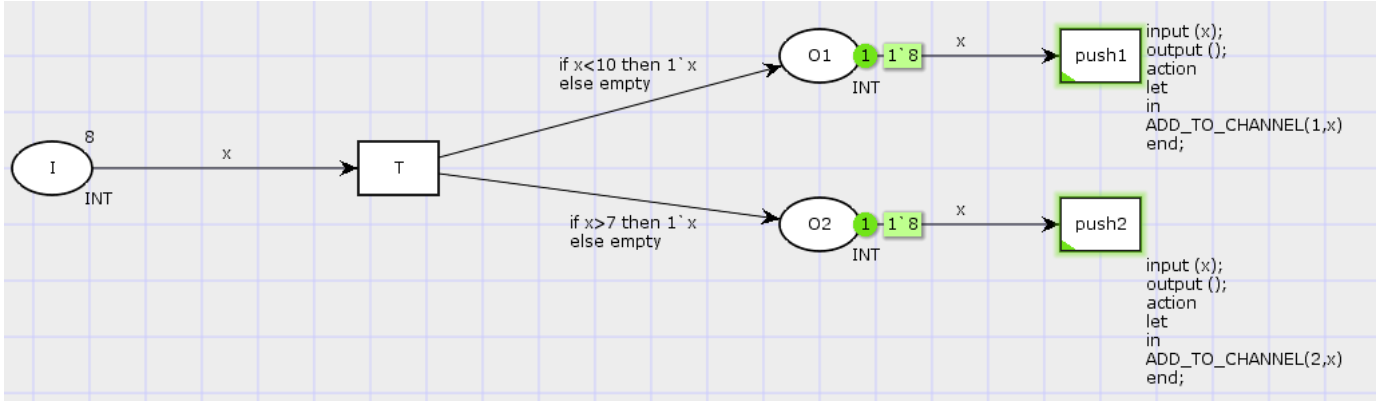 8
I
INT
x
T
if x<10 then 1`x
else empty
if x>7 then 1`x
else empty
O1
1
1`8
INT
x
push1
input (x);
output ();
action
let
in
ADD_TO_CHANNEL(1,x)
end;
O2
1
1`8
INT
x
push2
input (x);
output ();
action
let
in
ADD_TO_CHANNEL(2,x)
end;